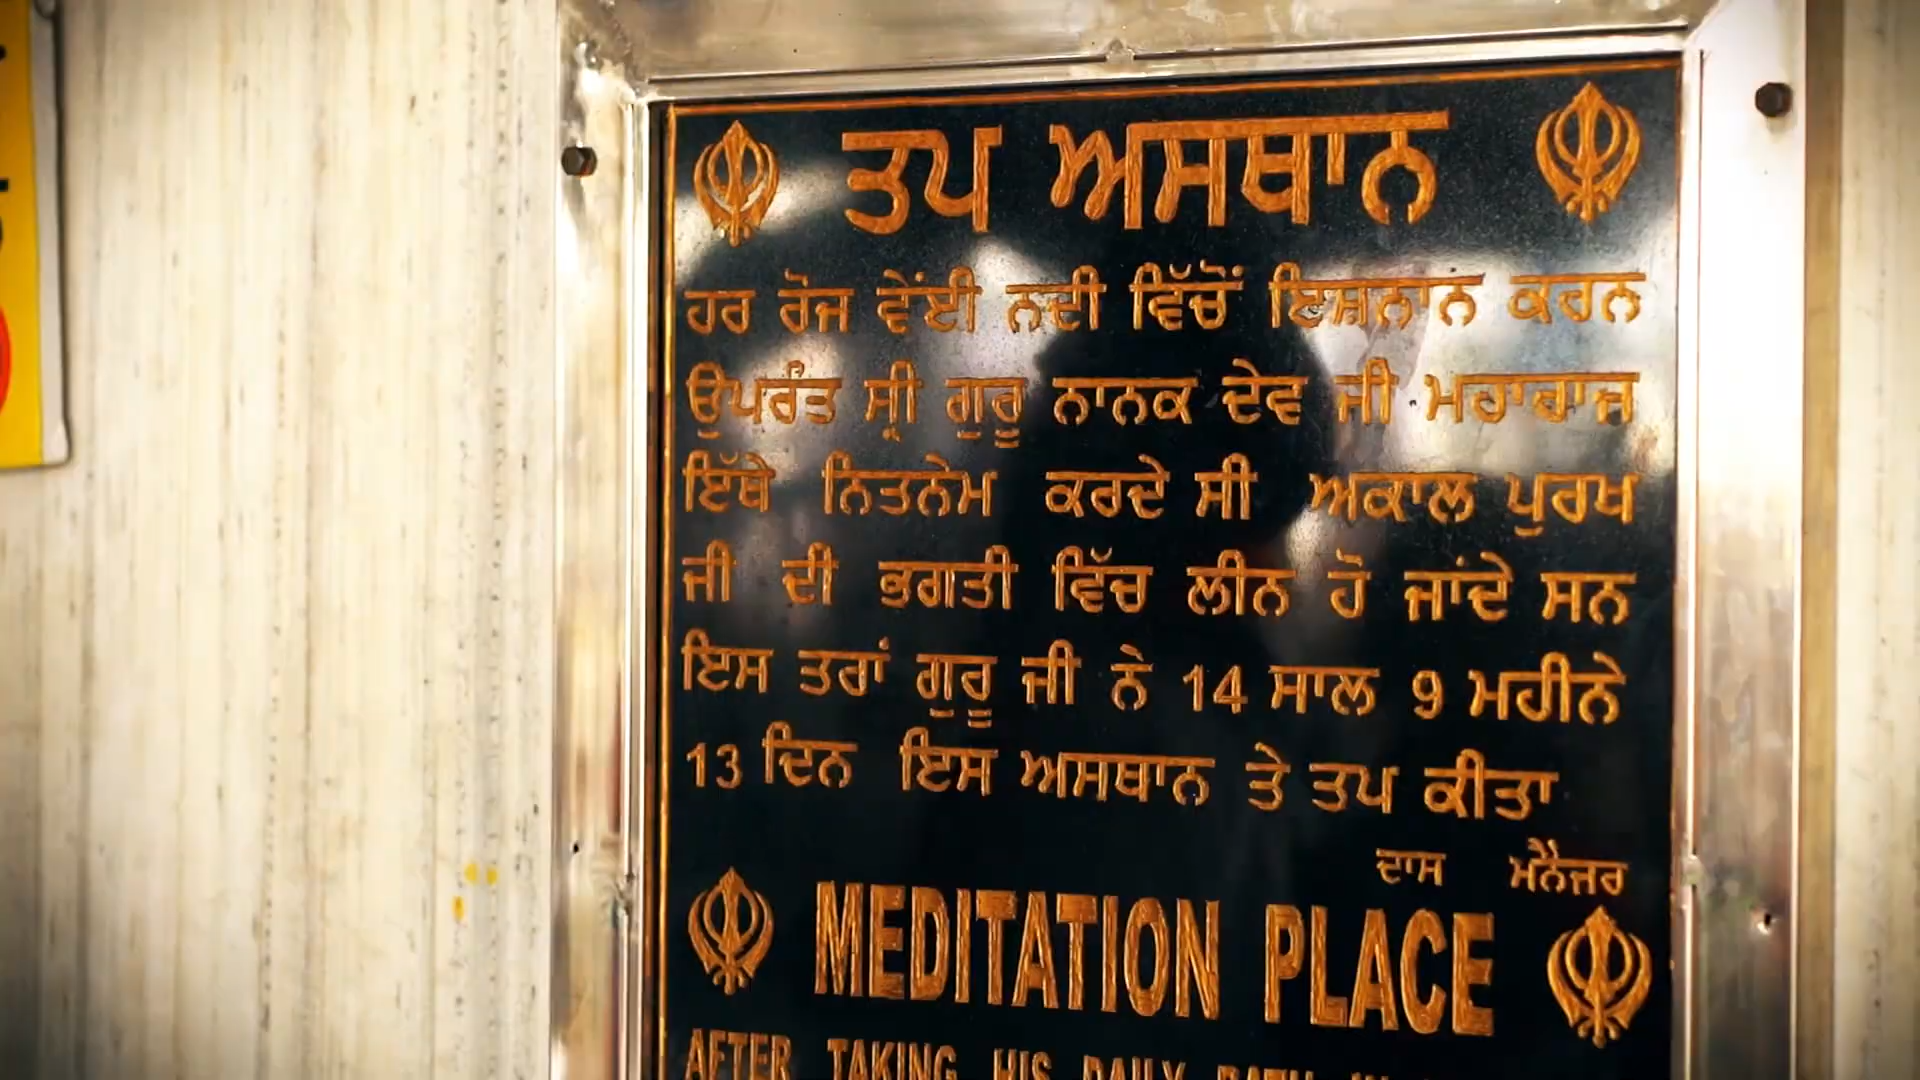 ਤਪ ਅਸਥਾਨ
ਹਰ ਰੋਜ ਵੇਂਈ ਨਦੀ ਵਿੱਚੋਂ ਇਸ਼ਨਾਨ ਕਰਨ
ਉਪਰੰਤ ਸ੍ਰੀ ਗੁਰੂ ਨਾਨਕ ਦੇਵ ਜੀ ਮਹਾਰਾਜ
ਇੱਥੇ ਨਿਤਨੇਮ ਕਰਦੇ ਸੀ ਅਕਾਲ ਪੁਰਖ
ਜੀ ਦੀ ਭਗਤੀ ਵਿੱਚ ਲੀਨ ਹੋ ਜਾਂਦੇ ਸਨ
ਇਸ ਤਰਾਂ ਗੁਰੂ ਜੀ ਨੇ 14 ਸਾਲ 9 ਮਹੀਨੇ
13 ਦਿਨ ਇਸ ਅਸਥਾਨ ਤੇ ਤਪ ਕੀਤਾ
ਦਾਸ ਮੈਨੇਜਰ
MEDITATION PLACE
AFTER TAKING HIS DAILY BATH